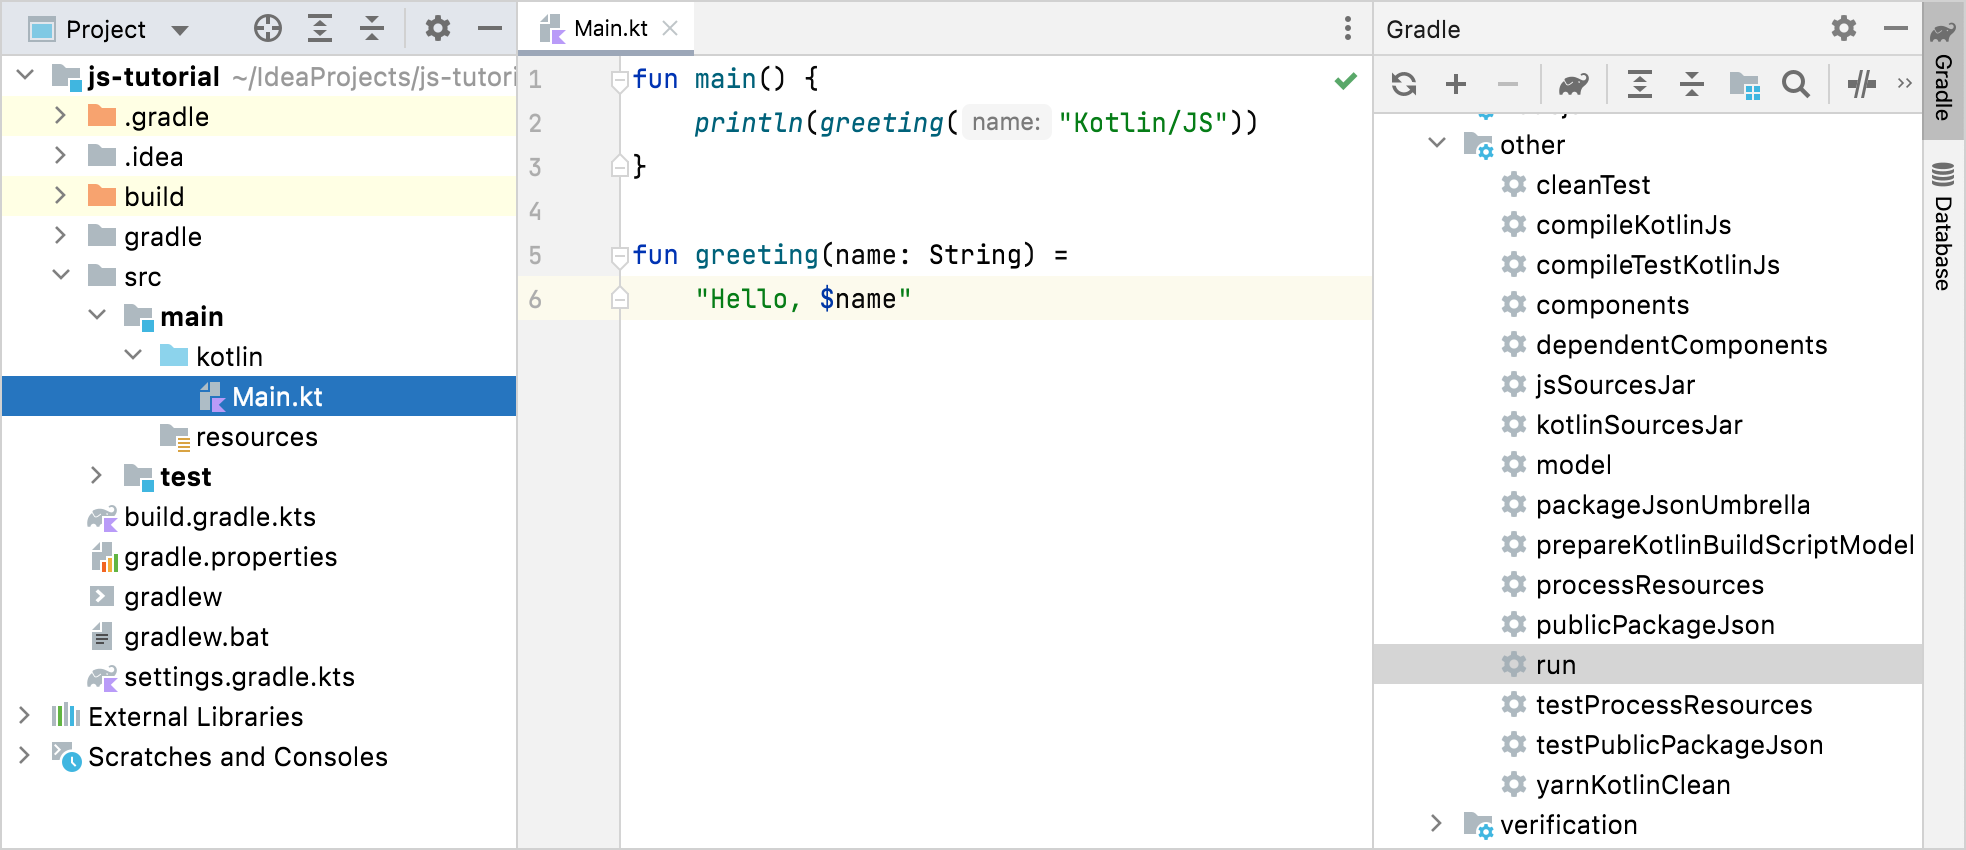 Project
js-tutorial ~/IdeaProjects/js-tutori
.gradle
.idea
build
gradle
src
main
kotlin
Main.kt
resources
test
build.gradle.kts
gradle.properties
gradlew
gradlew.bat
settings.gradle.kts
External Libraries
Scratches and Consoles
Main.kt
1 fun main() {
2 println(greeting( name: "Kotlin/JS"))
3 }
4
5 fun greeting(name: String) =
6 "Hello, $name"
Gradle
other
cleanTest
compileKotlinJs
compileTestKotlinJs
components
dependentComponents
jsSourcesJar
kotlinSourcesJar
model
packageJsonUmbrella
prepareKotlinBuildScriptModel
processResources
publicPackageJson
run
testProcessResources
testPublicPackageJson
yarnKotlinClean
verification
Gradle
Database